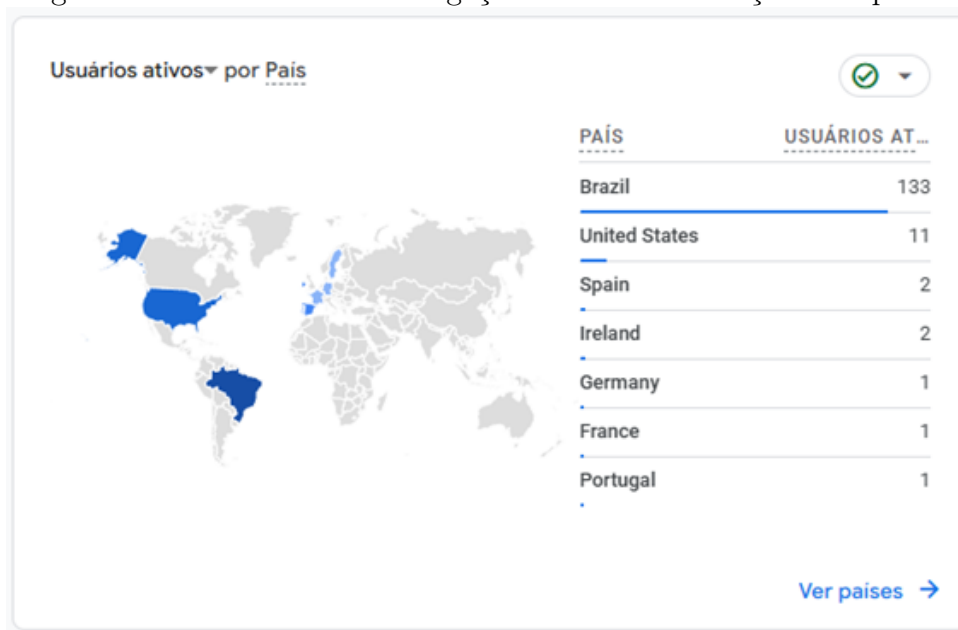 Usuários ativos por País
PAÍS USUÁRIOS AT...
Brazil 133
United States 11
Spain 2
Ireland 2
Germany 1
France 1
Portugal 1
Ver países